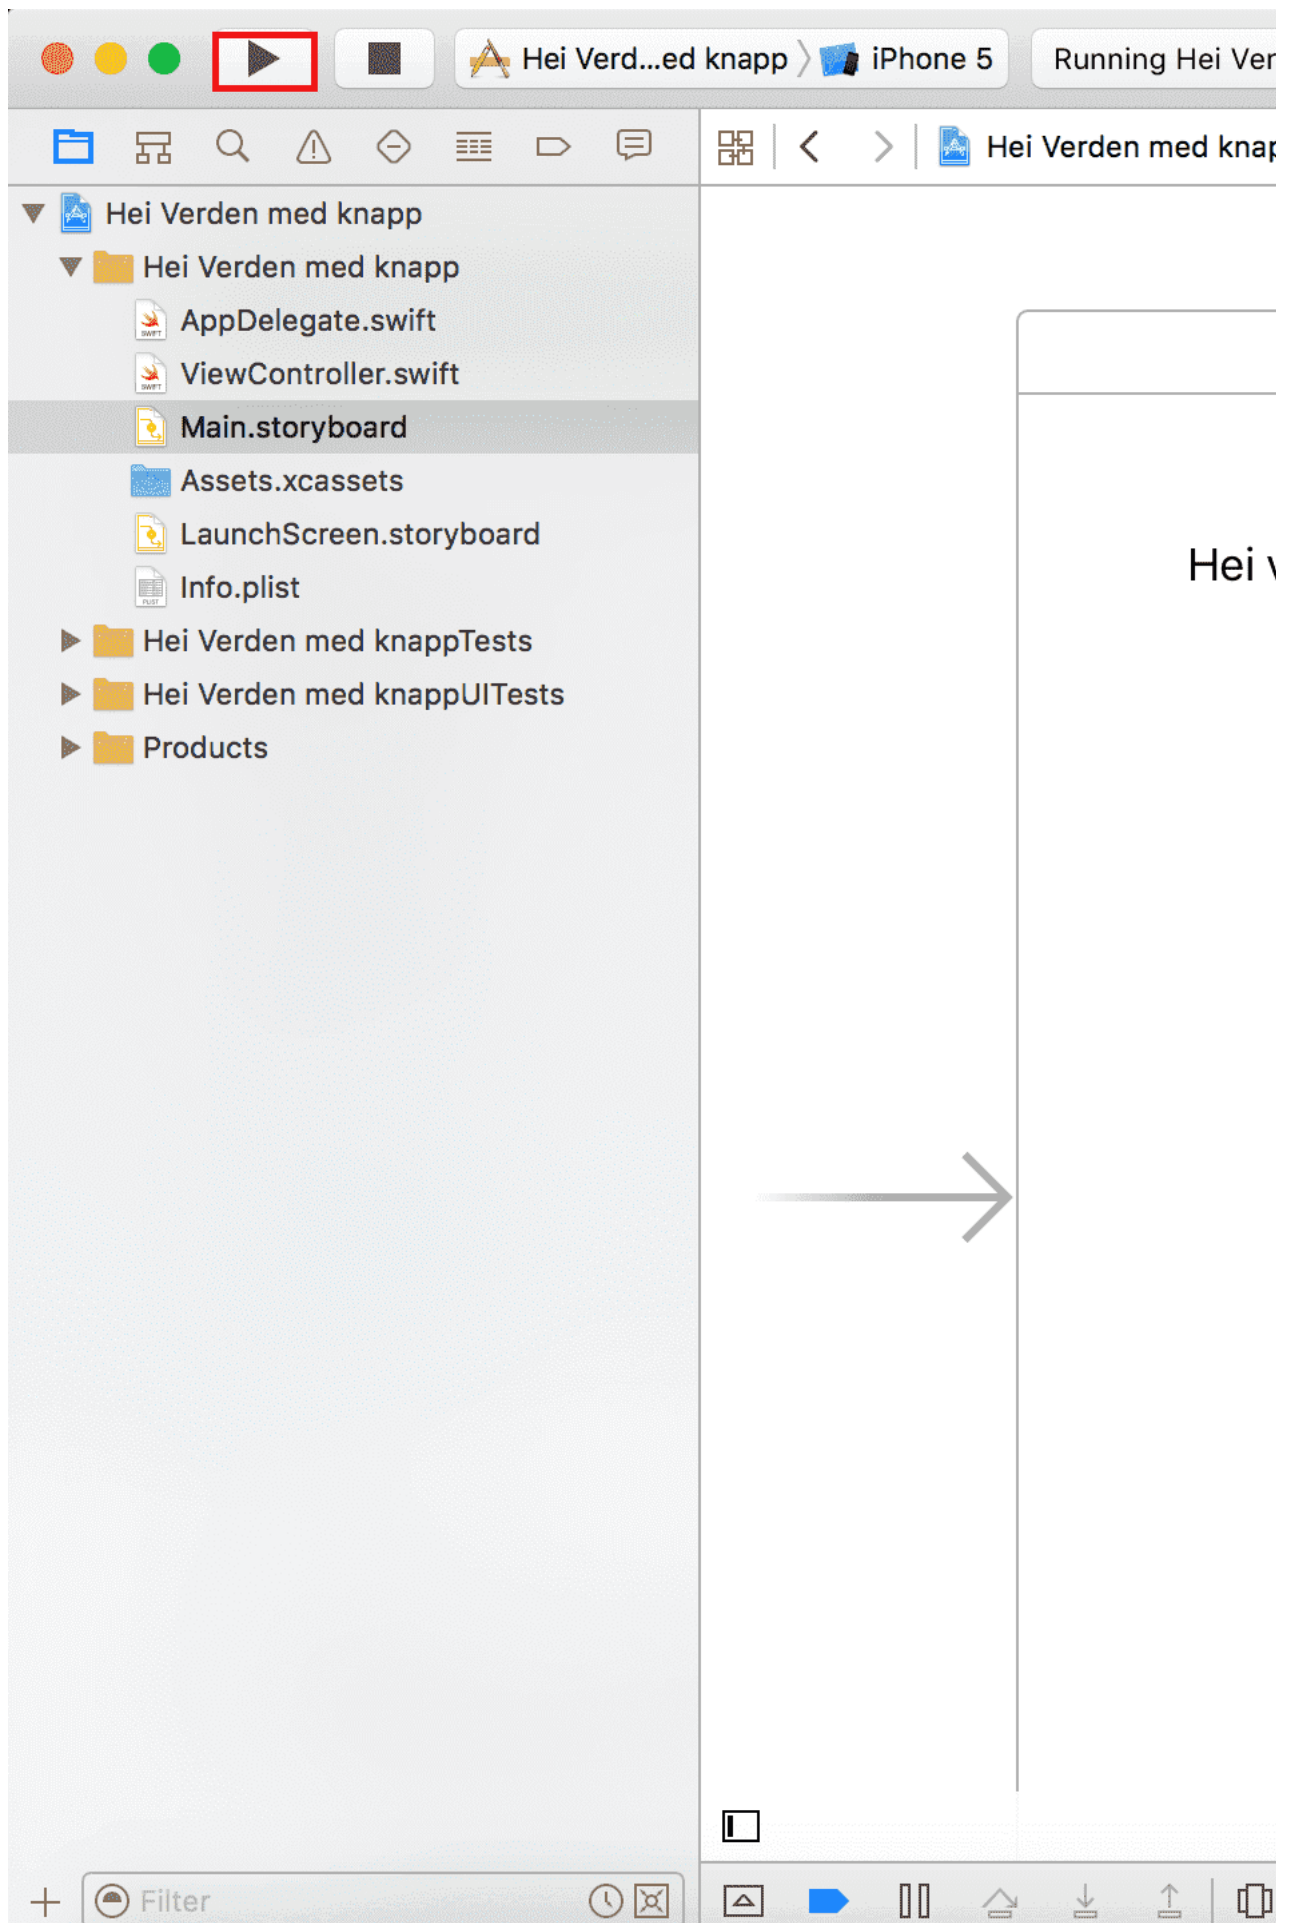 Hei Verd...ed knapp
iPhone 5
Running Hei Ver
Hei Verden med knap
Hei Verden med knapp
Hei Verden med knapp
AppDelegate.swift
ViewController.swift
Main.storyboard
Assets.xcassets
LaunchScreen.storyboard
Info.plist
Hei Verden med knappTests
Hei Verden med knappUITests
Products
Hei
Filter